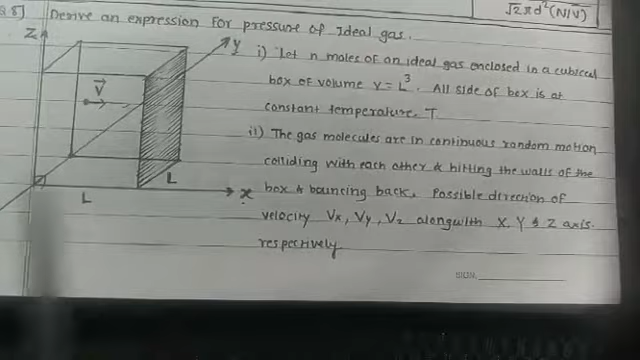 √2πd²(N/V)
Q.8] Derive an expression for pressure of Ideal gas.
Z
Y
i) Let n moles of an ideal gas enclosed in a cubical
box of volume V = L³. All side of box is at
constant temperature, T
V
ii) The gas molecules are in continuous random motion
colliding with each other & hitting the walls of the
L
box & bouncing back. Possible direction of
X
L
velocity Vx, Vy, Vz alongwith X, Y & Z axis.
respectively
SIGN.